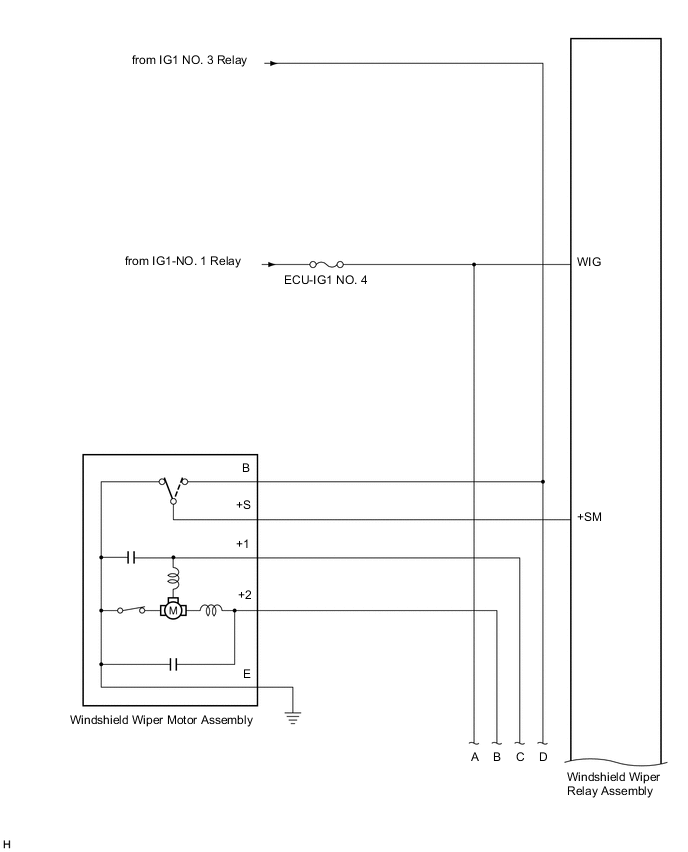 from IG1 NO. 3 Relay
from IG1-NO. 1 Relay
WIG
ECU-IG1 NO. 4
B
+S
+SM
+1
+2
M
E
Windshield Wiper Motor Assembly
A B C D
Windshield Wiper
Relay Assembly
H